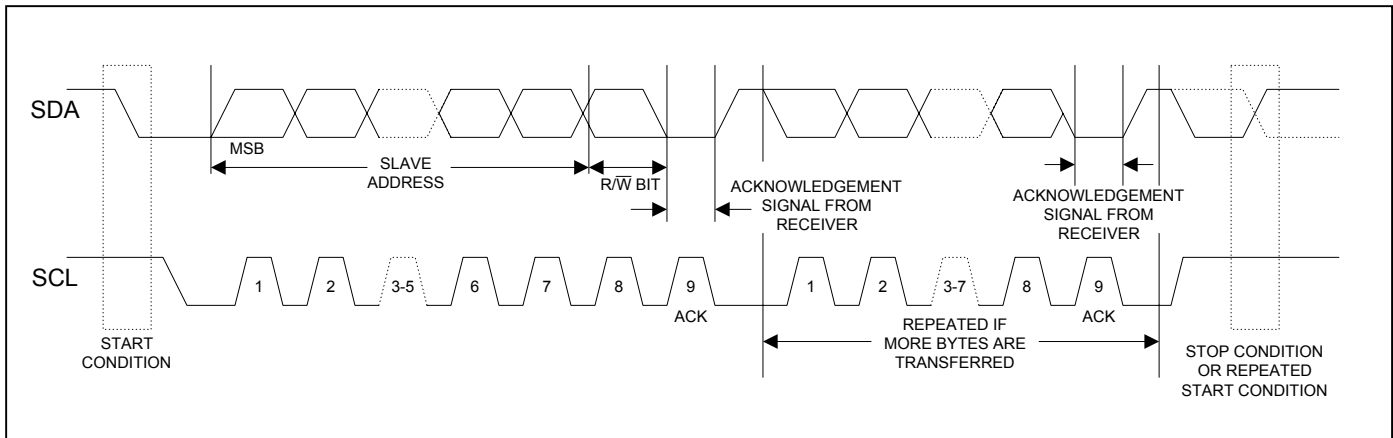 SDA
MSB
SLAVE
ADDRESS
R/W̅ BIT
ACKNOWLEDGEMENT
SIGNAL FROM
RECEIVER
ACKNOWLEDGEMENT
SIGNAL FROM
RECEIVER
SCL
1
2
3-5
6
7
8
9
ACK
1
2
3-7
8
9
ACK
START
CONDITION
REPEATED IF
MORE BYTES ARE
TRANSFERRED
STOP CONDITION
OR REPEATED
START CONDITION